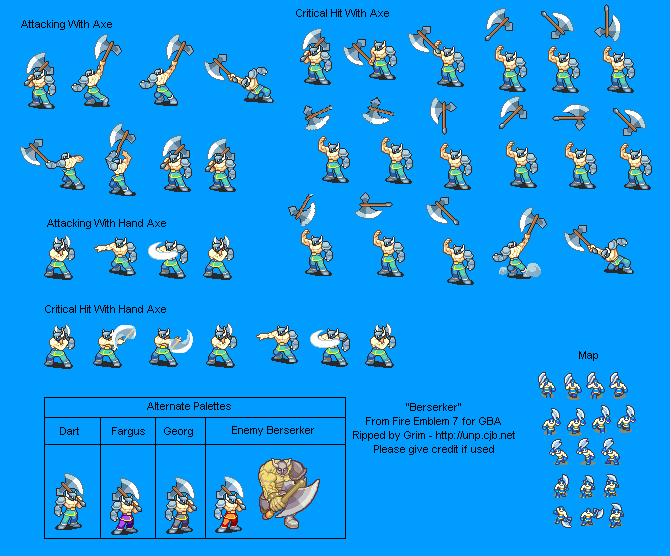 Attacking With Axe
Critical Hit With Axe
Attacking With Hand Axe
Critical Hit With Hand Axe
Map
Alternate Palettes
Dart
Fargus
Georg
Enemy Berserker
"Berserker"
From Fire Emblem 7 for GBA
Ripped by Grim - http://unp.cjb.net
Please give credit if used